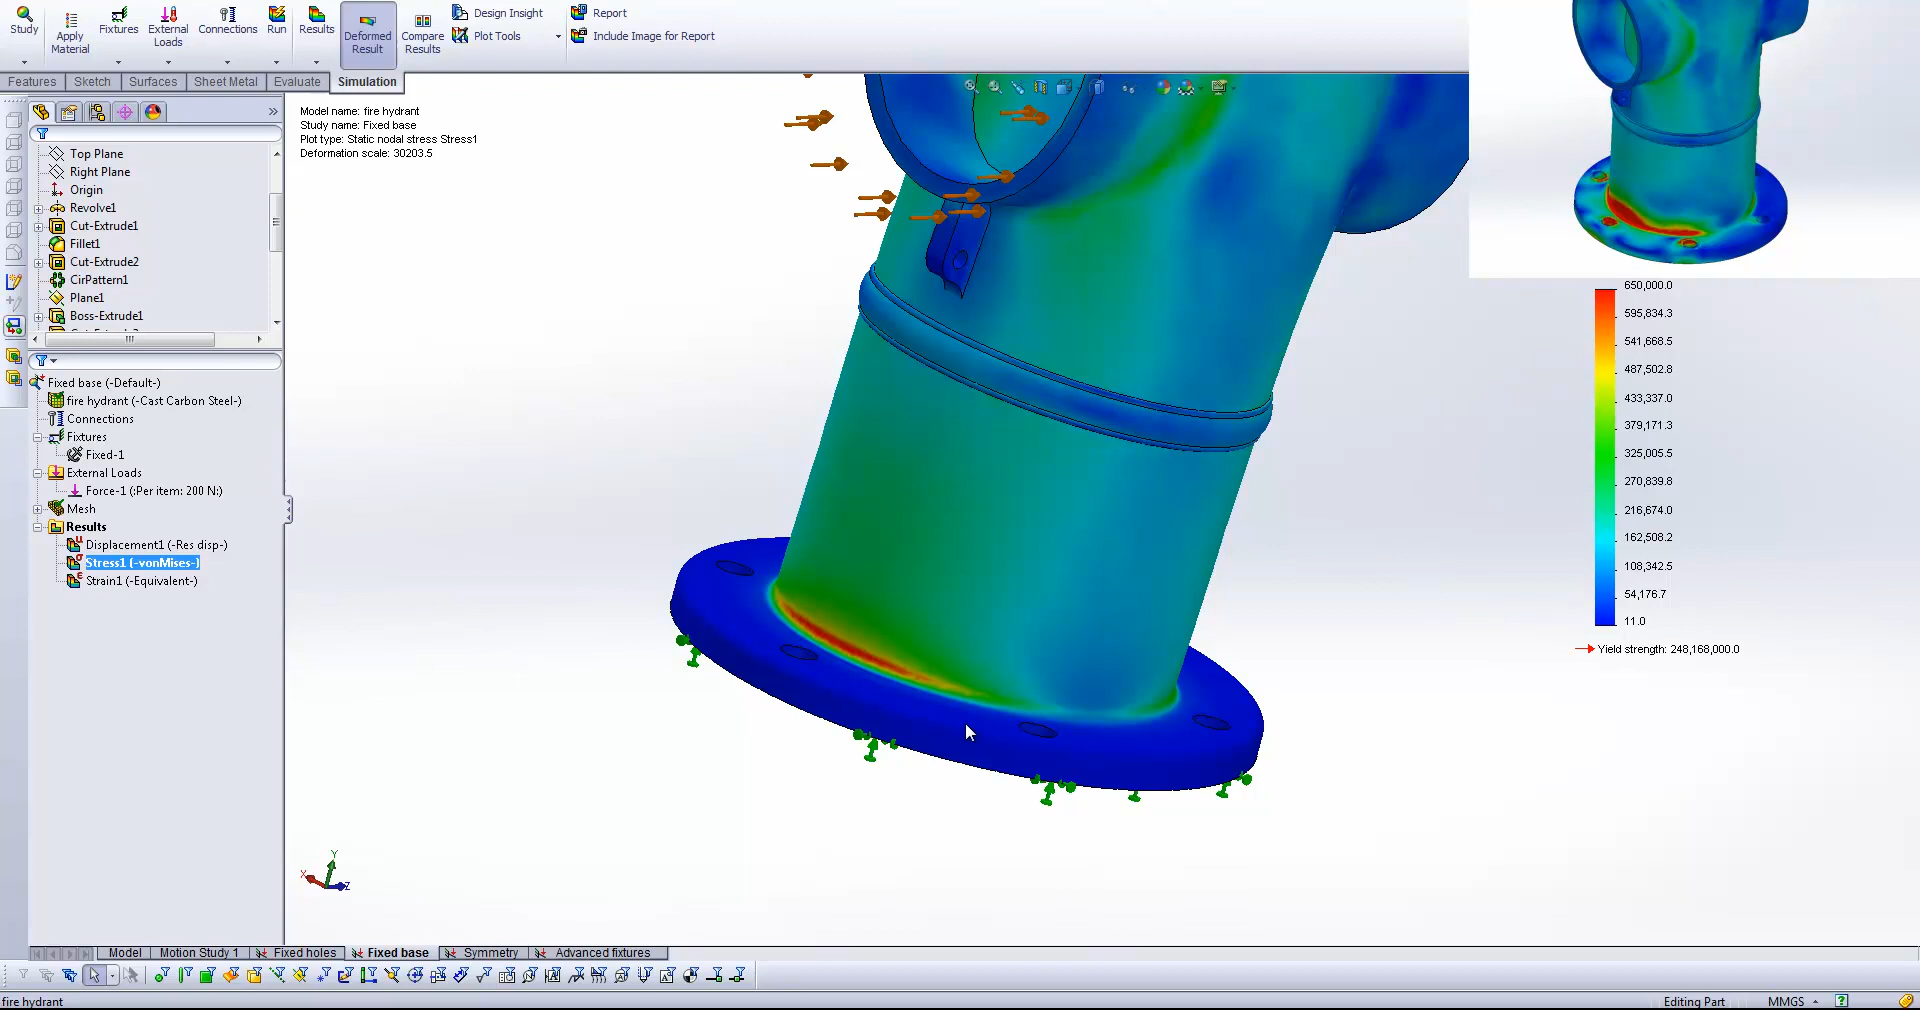 Study
Apply
Material
Fixtures
External
Loads
Connections
Run
Results
Deformed
Result
Compare
Results
Design Insight
Plot Tools
Report
Include Image for Report
Features
Sketch
Surfaces
Sheet Metal
Evaluate
Simulation
Top Plane
Right Plane
Origin
Revolve1
Cut-Extrude1
Fillet1
Cut-Extrude2
CirPattern1
Plane1
Boss-Extrude1
Fixed base (-Default-)
fire hydrant (-Cast Carbon Steel-)
Connections
Fixtures
Fixed-1
External Loads
Force-1 (:Per item: 200 N:)
Mesh
Results
Displacement1 (-Res disp-)
Stress1 (-vonMises-)
Strain1 (-Equivalent-)
Model name: fire hydrant
Study name: Fixed base
Plot type: Static nodal stress Stress1
Deformation scale: 30203.5
650,000.0
595,834.3
541,668.5
487,502.8
433,337.0
379,171.3
325,005.5
270,839.8
216,674.0
162,508.2
108,342.5
54,176.7
11.0
Yield strength: 248,168,000.0
Y
X
Z
Model
Motion Study 1
Fixed holes
Fixed base
Symmetry
Advanced fixtures
fire hydrant
Editing Part
MMGS